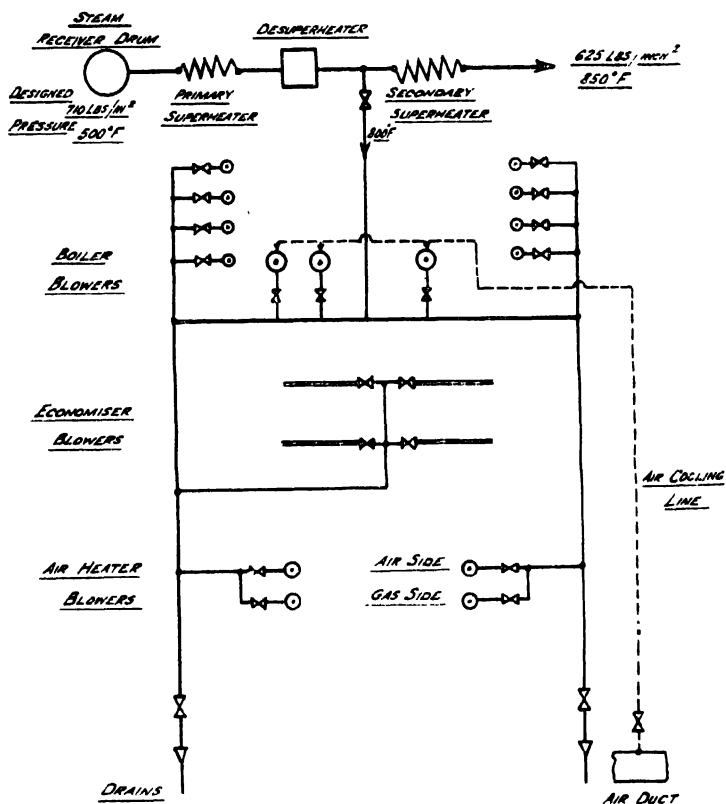 STEAM
RECEIVER DRUM
DESIGNED 710 LBS/IN²
PRESSURE 500°F
PRIMARY
SUPERHEATER
DESUPERHEATER
SECONDARY
SUPERHEATER
625 LBS/INCH²
850°F
800°F
BOILER
BLOWERS
ECONOMISER
BLOWERS
AIR COOLING
LINE
AIR HEATER
BLOWERS
AIR SIDE
GAS SIDE
DRAINS
AIR DUCT